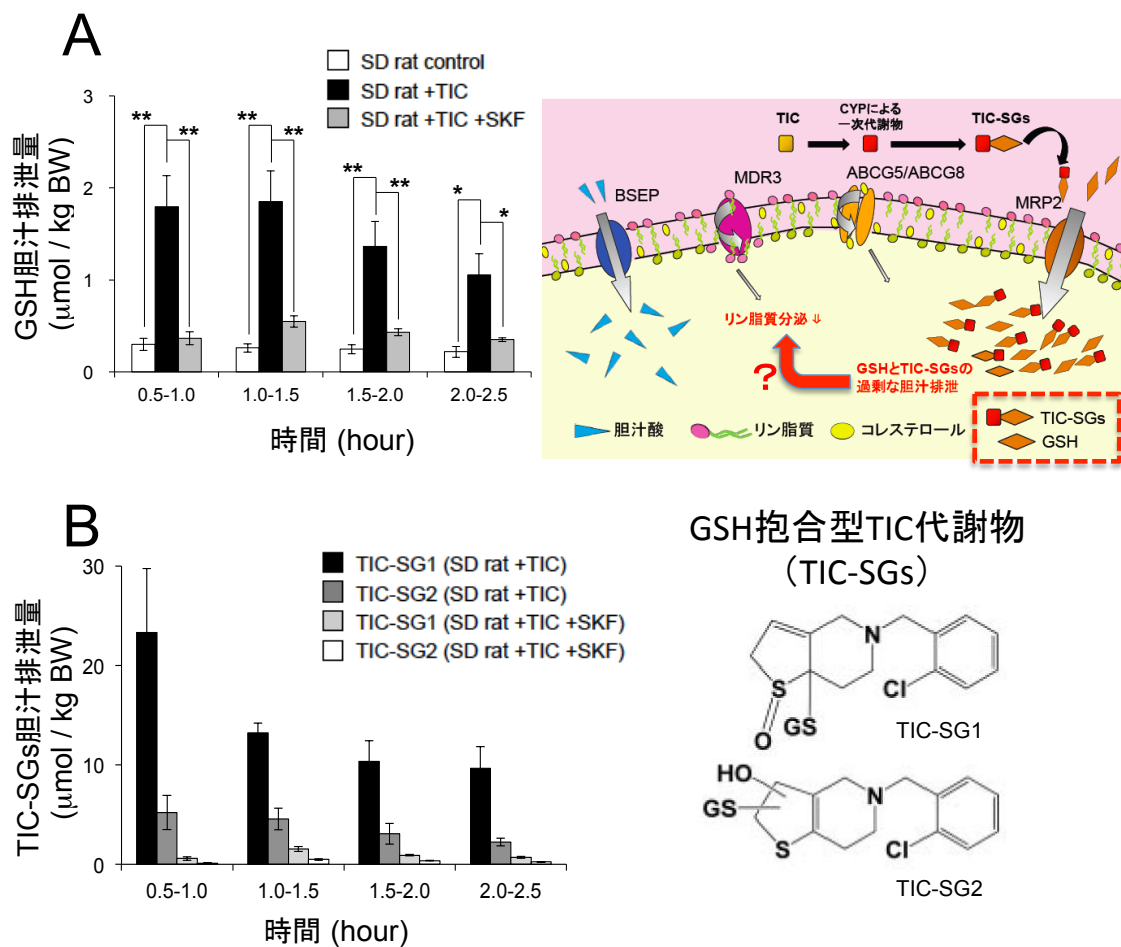 A
SD rat control
SD rat +TIC
SD rat +TIC +SKF
GSH胆汁排泄量
(μmol / kg BW)
3
2
1
0
** ** ** ** ** ** * *
0.5-1.0 1.0-1.5 1.5-2.0 2.0-2.5
時間 (hour)
TIC
CYPによる
一次代謝物
TIC-SGs
BSEP
MDR3
ABCG5/ABCG8
MRP2
リン脂質分泌 ⇓
?
GSHとTIC-SGsの
過剰な胆汁排泄
胆汁酸
リン脂質
コレステロール
TIC-SGs
GSH
B
TIC-SG1 (SD rat +TIC)
TIC-SG2 (SD rat +TIC)
TIC-SG1 (SD rat +TIC +SKF)
TIC-SG2 (SD rat +TIC +SKF)
TIC-SGs胆汁排泄量
(μmol / kg BW)
30
20
10
0
0.5-1.0 1.0-1.5 1.5-2.0 2.0-2.5
時間 (hour)
GSH抱合型TIC代謝物
（TIC-SGs）
N
S
Cl
GS
O
TIC-SG1
HO
GS
N
S
Cl
TIC-SG2